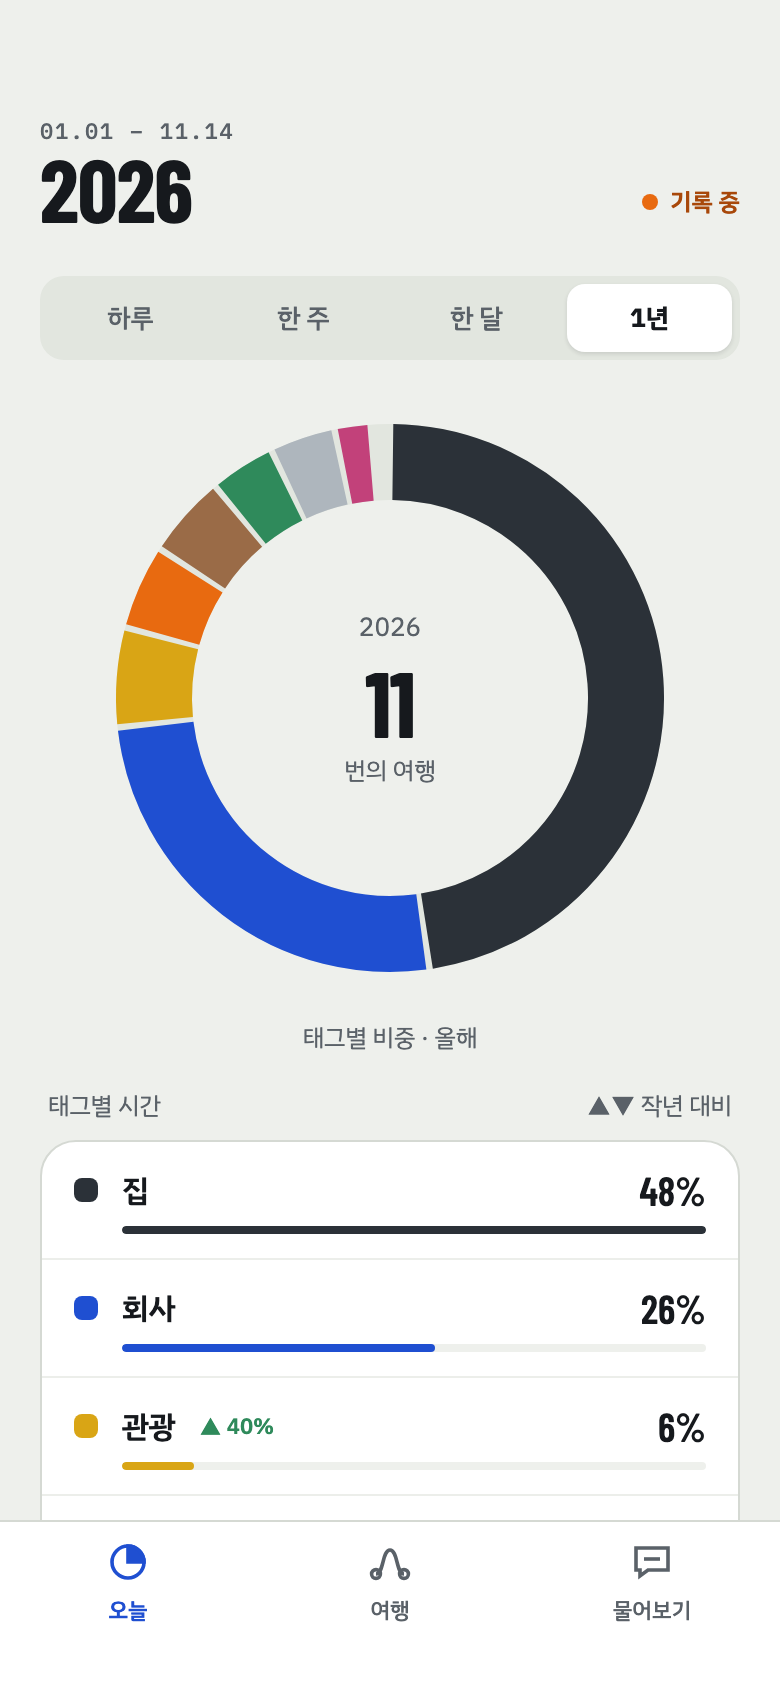 01.01 – 11.14
2026
기록 중
하루 한 주 한 달 1년
2026
11
번의 여행
태그별 비중 · 올해
태그별 시간 ▲▼ 작년 대비
집 48%
회사 26%
관광 ▲ 40% 6%
오늘 여행 물어보기